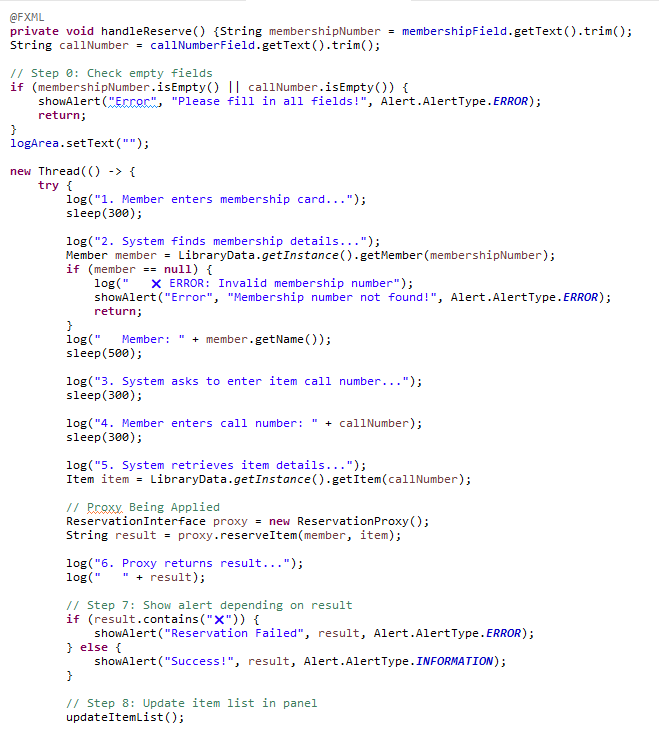 @FXML
private void handleReserve() {String membershipNumber = membershipField.getText().trim();
String callNumber = callNumberField.getText().trim();
// Step 0: Check empty fields
if (membershipNumber.isEmpty() || callNumber.isEmpty()) {
showAlert("Error", "Please fill in all fields!", Alert.AlertType.ERROR);
return;
}
logArea.setText("");
new Thread(() -> {
try {
log("1. Member enters membership card...");
sleep(300);
log("2. System finds membership details...");
Member member = LibraryData.getInstance().getMember(membershipNumber);
if (member == null) {
log("   ❌ ERROR: Invalid membership number");
showAlert("Error", "Membership number not found!", Alert.AlertType.ERROR);
return;
}
log("   Member: " + member.getName());
sleep(500);
log("3. System asks to enter item call number...");
sleep(300);
log("4. Member enters call number: " + callNumber);
sleep(300);
log("5. System retrieves item details...");
Item item = LibraryData.getInstance().getItem(callNumber);
// Proxy Being Applied
ReservationInterface proxy = new ReservationProxy();
String result = proxy.reserveItem(member, item);
log("6. Proxy returns result...");
log("   " + result);
// Step 7: Show alert depending on result
if (result.contains("❌")) {
showAlert("Reservation Failed", result, Alert.AlertType.ERROR);
} else {
showAlert("Success!", result, Alert.AlertType.INFORMATION);
}
// Step 8: Update item list in panel
updateItemList();